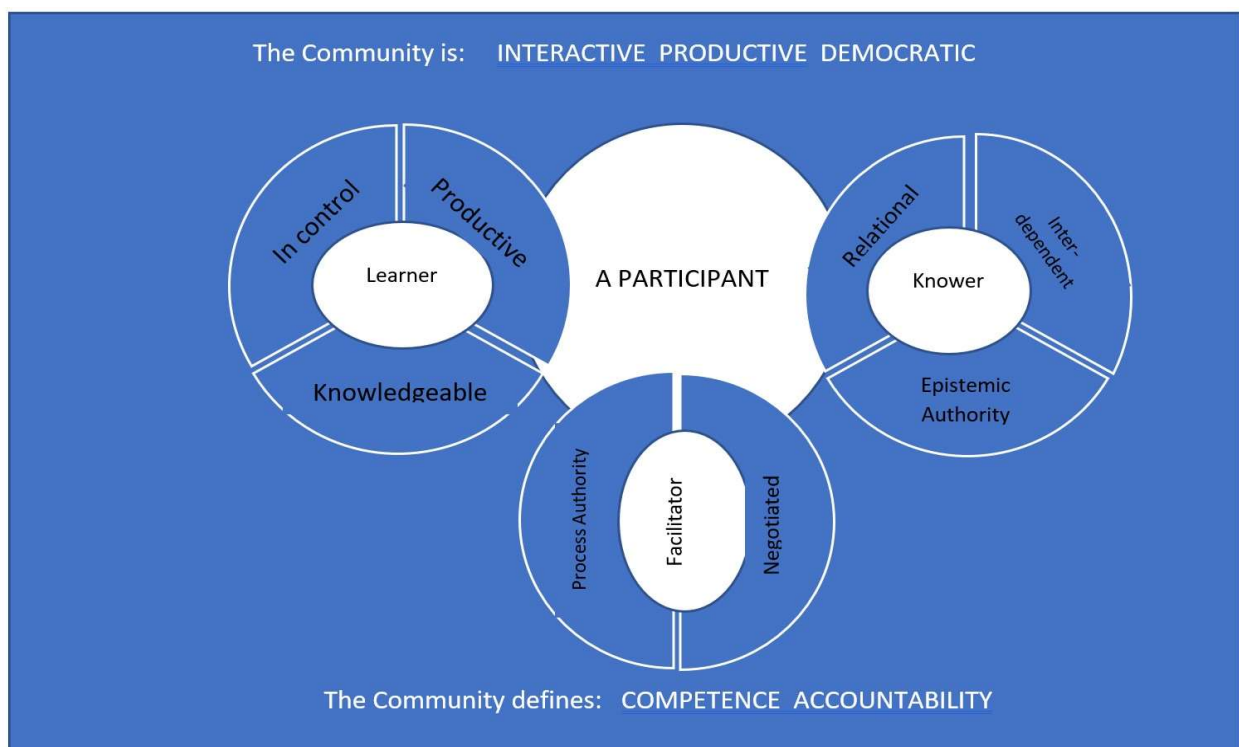 The Community is: INTERACTIVE PRODUCTIVE DEMOCRATIC
In control
Productive
Learner
Knowledgeable
A PARTICIPANT
Relational
Inter-
dependent
Knower
Epistemic
Authority
Process Authority
Facilitator
Negotiated
The Community defines: COMPETENCE ACCOUNTABILITY